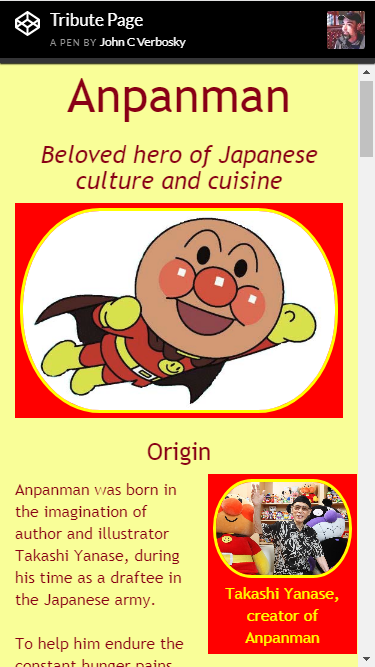 Tribute Page
A PEN BY John C Verbosky
Anpanman
Beloved hero of Japanese
culture and cuisine
Origin
Anpanman was born in
the imagination of
author and illustrator
Takashi Yanase, during
his time as a draftee in
the Japanese army.
To help him endure the
constant hunger pains
Takashi Yanase,
creator of
Anpanman